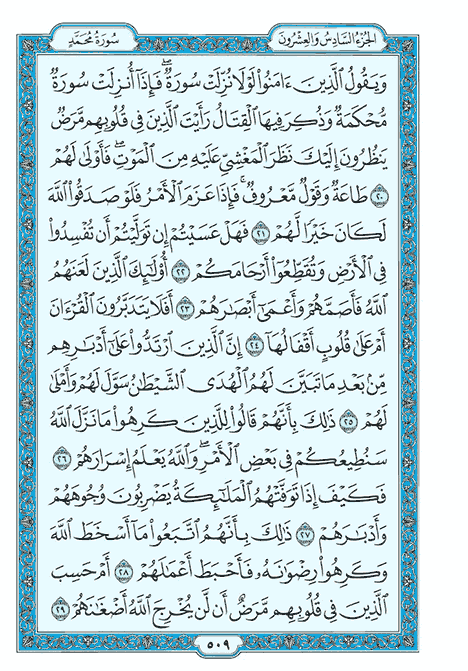 الجزء السادس والعشرون
سورة محمد
وَيَقُولُ ٱلَّذِينَ ءَامَنُوا۟ لَوْلَا نُزِّلَتْ سُورَةٌ ۖ فَإِذَآ أُنزِلَتْ سُورَةٌ
مُّحْكَمَةٌ وَذُكِرَ فِيهَا ٱلْقِتَالُ ۙ رَأَيْتَ ٱلَّذِينَ فِى قُلُوبِهِم مَّرَضٌ
يَنظُرُونَ إِلَيْكَ نَظَرَ ٱلْمَغْشِىِّ عَلَيْهِ مِنَ ٱلْمَوْتِ ۖ فَأَوْلَىٰ لَهُمْ
٢٠ طَاعَةٌ وَقَوْلٌ مَّعْرُوفٌ ۚ فَإِذَا عَزَمَ ٱلْأَمْرُ فَلَوْ صَدَقُوا۟ ٱللَّهَ
لَكَانَ خَيْرًا لَّهُمْ ٢١ فَهَلْ عَسَيْتُمْ إِن تَوَلَّيْتُمْ أَن تُفْسِدُوا۟
فِى ٱلْأَرْضِ وَتُقَطِّعُوٓا۟ أَرْحَامَكُمْ ٢٢ أُو۟لَـٰٓئِكَ ٱلَّذِينَ لَعَنَهُمُ
ٱللَّهُ فَأَصَمَّهُمْ وَأَعْمَىٰٓ أَبْصَـٰرَهُمْ ٢٣ أَفَلَا يَتَدَبَّرُونَ ٱلْقُرْءَانَ
أَمْ عَلَىٰ قُلُوبٍ أَقْفَالُهَآ ٢٤ إِنَّ ٱلَّذِينَ ٱرْتَدُّوا۟ عَلَىٰٓ أَدْبَـٰرِهِم
مِّنۢ بَعْدِ مَا تَبَيَّنَ لَهُمُ ٱلْهُدَى ۙ ٱلشَّيْطَـٰنُ سَوَّلَ لَهُمْ وَأَمْلَىٰ
لَهُمْ ٢٥ ذَٰلِكَ بِأَنَّهُمْ قَالُوا۟ لِلَّذِينَ كَرِهُوا۟ مَا نَزَّلَ ٱللَّهُ
سَنُطِيعُكُمْ فِى بَعْضِ ٱلْأَمْرِ ۖ وَٱللَّهُ يَعْلَمُ إِسْرَارَهُمْ ٢٦
فَكَيْفَ إِذَا تَوَفَّتْهُمُ ٱلْمَلَـٰٓئِكَةُ يَضْرِبُونَ وُجُوهَهُمْ
وَأَدْبَـٰرَهُمْ ٢٧ ذَٰلِكَ بِأَنَّهُمُ ٱتَّبَعُوا۟ مَآ أَسْخَطَ ٱللَّهَ
وَكَرِهُوا۟ رِضْوَٰنَهُۥ فَأَحْبَطَ أَعْمَـٰلَهُمْ ٢٨ أَمْ حَسِبَ
ٱلَّذِينَ فِى قُلُوبِهِم مَّرَضٌ أَن لَّن يُخْرِجَ ٱللَّهُ أَضْغَـٰنَهُمْ ٢٩
٥٠٩